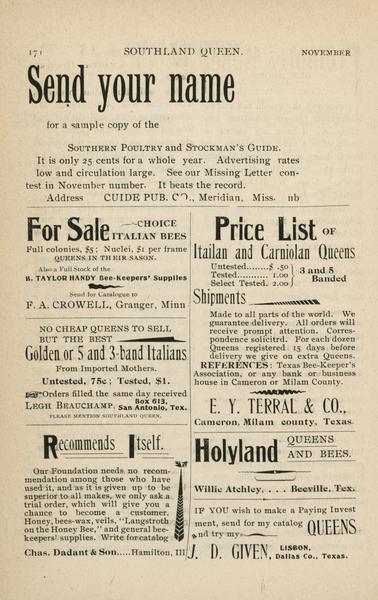 171 SOUTHLAND QUEEN. NOVEMBER
Send your name
for a sample copy of the
SOUTHERN POULTRY and STOCKMAN'S GUIDE.
It is only 25 cents for a whole year. Advertising rates
low and circulation large. See our Missing Letter con-
test in November number. It beats the record.
Address CUIDE PUB. CO., Meridian, Miss. nb
For Sale CHOICE
ITALIAN BEES
Full colonies, $5; Nuclei, $1 per frame
QUEENS IN THEIR SASON.
Also a Full Stock of the
B. TAYLOR HANDY Bee-Keepers' Supplies
Send for Catalogue to
F. A. CROWELL, Granger, Minn
NO CHEAP QUEENS TO SELL
BUT THE BEST
Golden or 5 and 3-band Italians
From Imported Mothers.
Untested, 75c; Tested, $1.
Orders filled the same day received
LEGH BEAUCHAMP, Box 613,
San Antonio, Tex.
PLEASE MENTION SOUTHLAND QUEEN.
Recommends Itself.
Our Foundation needs no recom-
mendation among those who have
used it, and as it is given up to be
superior to all makes, we only ask a
trial order, which will give you a
chance to become a customer.
Honey, bees-wax, veils, "Langstroth
on the Honey Bee," and general bee-
keepers' supplies. Write for catalog
Chas. Dadant & Son.....Hamilton, Ill
Price List OF
Itailan and Carniolan Queens
Untested........$ .50
Tested........... 1.00
Select Tested. 2.00
3 and 5
Banded
Shipments
Made to all parts of the world. We
guarantee delivery. All orders will
receive prompt attention. Corres-
pondence solicitrd. For each dozen
Queens registered 15 days before
delivery we give on extra Queens.
REFERENCES: Texas Bee-Keeper's
Association, or any bank or business
house in Cameron or Milam County.
E. Y. TERRAL & CO.,
Cameron, Milam county, Texas.
Holyland QUEENS
AND BEES.
Willie Atchley, . . . . Beeville, Tex.
IF YOU wish to make a Paying Invest
ment, send for my catalog
and try my QUEENS
J. D. GIVEN, LISBON,
Dallas Co., Texas.